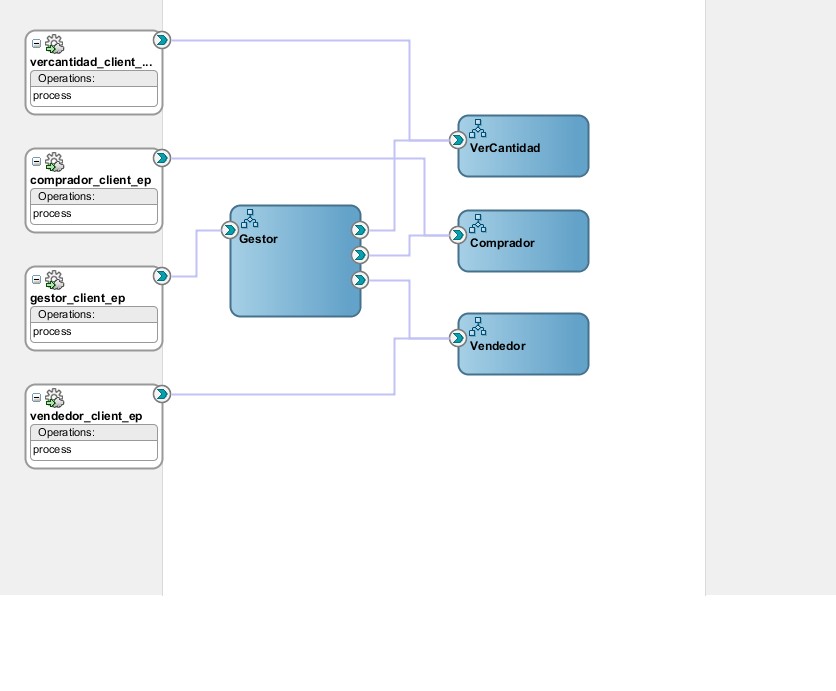 vercantidad_client_...
Operations:
process
comprador_client_ep
Operations:
process
gestor_client_ep
Operations:
process
vendedor_client_ep
Operations:
process
Gestor
VerCantidad
Comprador
Vendedor